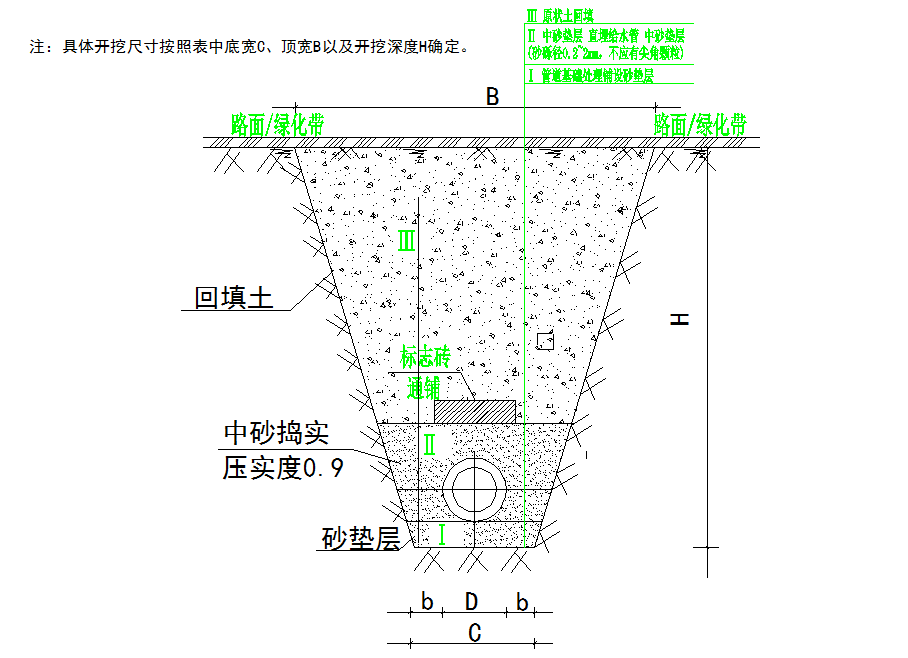 III 原状土回填
注：具体开挖尺寸按照表中底宽C、顶宽B以及开挖深度H确定。
II 中砂垫层 直埋给水管 中砂垫层
(砂砾径0.2~2mm，不应有尖角颗粒)
I 管道基础处理铺设砂垫层
B
路面/绿化带
路面/绿化带
III
回填土
H
标志砖
通铺
中砂捣实
II
压实度0.9
砂垫层
I
b D b
C